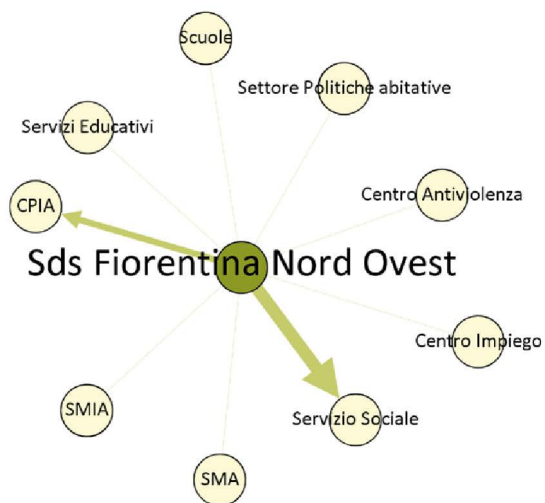 Scuole
Settore Politiche abitative
Servizi Educativi
Centro Antiviolenza
CPIA
Sds Fiorentina Nord Ovest
Centro Impiego
SMIA
Servizio Sociale
SMA